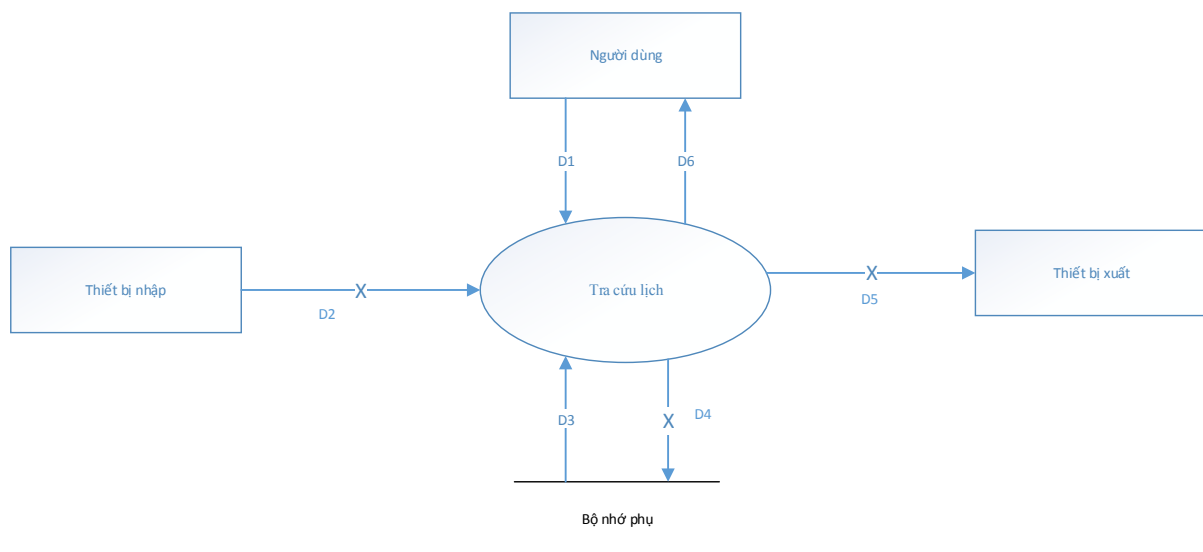 Người dùng
D1
D6
Thiết bị nhập
X
D2
Tra cứu lịch
X
D5
Thiết bị xuất
D3
X
D4
Bộ nhớ phụ